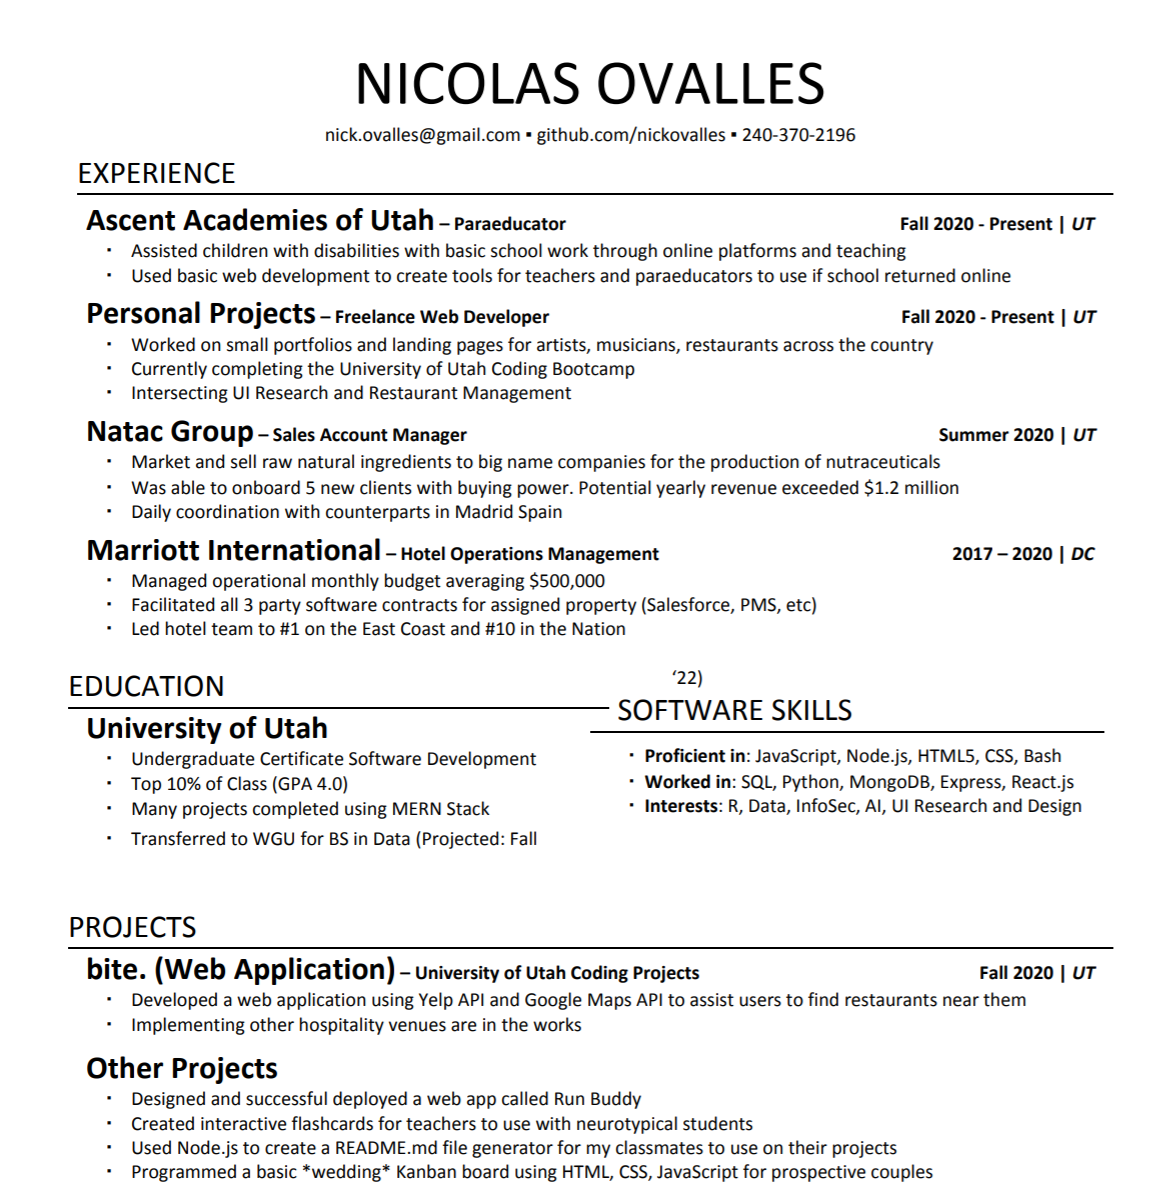 NICOLAS OVALLES
nick.ovalles@gmail.com ▪ github.com/nickovalles ▪ 240-370-2196
EXPERIENCE
Ascent Academies of Utah – Paraeducator Fall 2020 - Present | UT
▪ Assisted children with disabilities with basic school work through online platforms and teaching
▪ Used basic web development to create tools for teachers and paraeducators to use if school returned online
Personal Projects – Freelance Web Developer Fall 2020 - Present | UT
▪ Worked on small portfolios and landing pages for artists, musicians, restaurants across the country
▪ Currently completing the University of Utah Coding Bootcamp
▪ Intersecting UI Research and Restaurant Management
Natac Group – Sales Account Manager Summer 2020 | UT
▪ Market and sell raw natural ingredients to big name companies for the production of nutraceuticals
▪ Was able to onboard 5 new clients with buying power. Potential yearly revenue exceeded $1.2 million
▪ Daily coordination with counterparts in Madrid Spain
Marriott International – Hotel Operations Management 2017 – 2020 | DC
▪ Managed operational monthly budget averaging $500,000
▪ Facilitated all 3 party software contracts for assigned property (Salesforce, PMS, etc)
▪ Led hotel team to #1 on the East Coast and #10 in the Nation
EDUCATION
University of Utah
▪ Undergraduate Certificate Software Development
▪ Top 10% of Class (GPA 4.0)
▪ Many projects completed using MERN Stack
▪ Transferred to WGU for BS in Data (Projected: Fall
‘22)
SOFTWARE SKILLS
▪ Proficient in: JavaScript, Node.js, HTML5, CSS, Bash
▪ Worked in: SQL, Python, MongoDB, Express, React.js
▪ Interests: R, Data, InfoSec, AI, UI Research and Design
PROJECTS
bite. (Web Application) – University of Utah Coding Projects Fall 2020 | UT
▪ Developed a web application using Yelp API and Google Maps API to assist users to find restaurants near them
▪ Implementing other hospitality venues are in the works
Other Projects
▪ Designed and successful deployed a web app called Run Buddy
▪ Created interactive flashcards for teachers to use with neurotypical students
▪ Used Node.js to create a README.md file generator for my classmates to use on their projects
▪ Programmed a basic *wedding* Kanban board using HTML, CSS, JavaScript for prospective couples